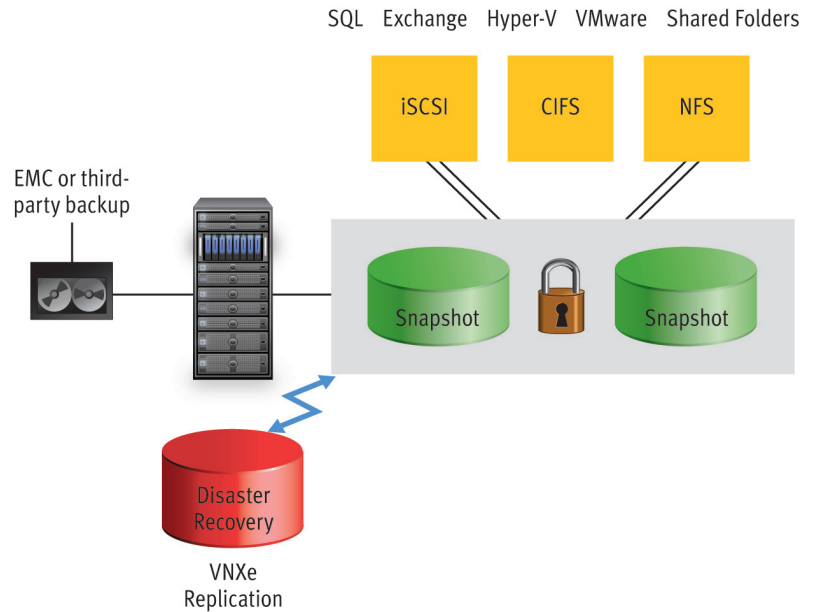 SQL Exchange Hyper-V VMware Shared Folders
iSCSI CIFS NFS
EMC or third-
party backup
Snapshot Snapshot
Disaster
Recovery
VNXe
Replication